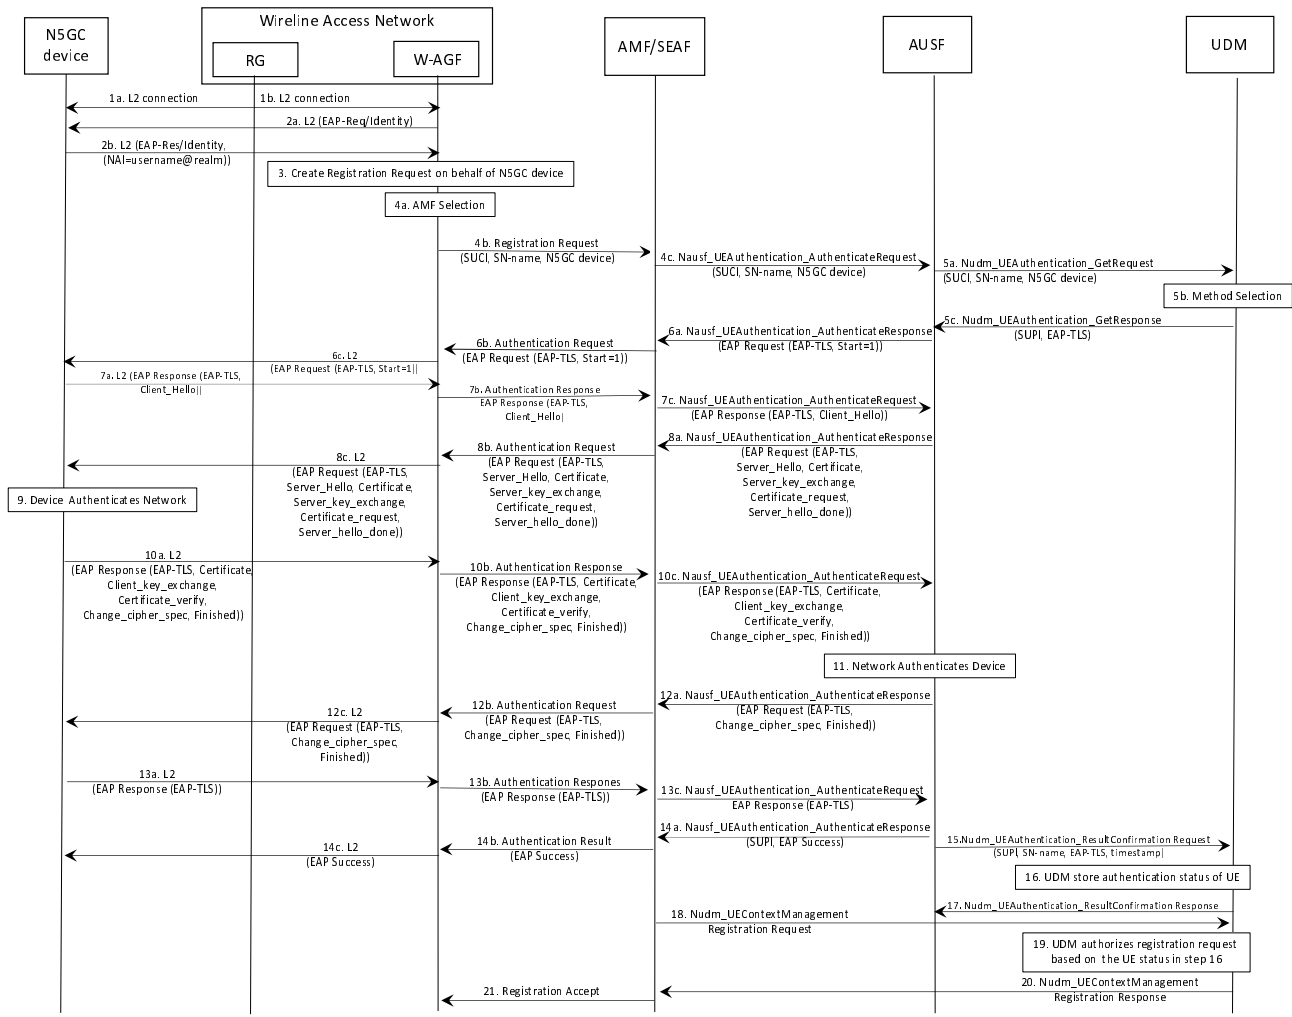 N5GC
device
Wireline Access Network
RG
W-AGF
AMF/SEAF
AUSF
UDM
1a. L2 connection
1b. L2 connection
2a. L2 (EAP-Req/Identity)
2b. L2 (EAP-Res/Identity,
(NAI=username@realm))
3. Create Registration Request on behalf of N5GC device
4a. AMF Selection
4b. Registration Request
(SUCI, SN-name, N5GC device)
4c. Nausf_UEAuthentication_AuthenticateRequest
(SUCI, SN-name, N5GC device)
5a. Nudm_UEAuthentication_GetRequest
(SUCI, SN-name, N5GC device)
5b. Method Selection
5c. Nudm_UEAuthentication_GetResponse
(SUPI, EAP-TLS)
6a. Nausf_UEAuthentication_AuthenticateResponse
(EAP Request (EAP-TLS, Start=1))
6b. Authentication Request
(EAP Request (EAP-TLS, Start=1))
6c. L2
(EAP Request (EAP-TLS, Start=1))
7a. L2 (EAP Response (EAP-TLS,
Client_Hello))
7b. Authentication Response
EAP Response (EAP-TLS,
Client_Hello)
7c. Nausf_UEAuthentication_AuthenticateRequest
(EAP Response (EAP-TLS, Client_Hello))
8a. Nausf_UEAuthentication_AuthenticateResponse
(EAP Request (EAP-TLS,
Server_Hello, Certificate,
Server_key_exchange,
Certificate_request,
Server_hello_done))
8b. Authentication Request
(EAP Request (EAP-TLS,
Server_Hello, Certificate,
Server_key_exchange,
Certificate_request,
Server_hello_done))
8c. L2
(EAP Request (EAP-TLS,
Server_Hello, Certificate,
Server_key_exchange,
Certificate_request,
Server_hello_done))
9. Device Authenticates Network
10a. L2
(EAP Response (EAP-TLS, Certificate,
Client_key_exchange,
Certificate_verify,
Change_cipher_spec, Finished))
10b. Authentication Response
(EAP Response (EAP-TLS, Certificate,
Client_key_exchange,
Certificate_verify,
Change_cipher_spec, Finished))
10c. Nausf_UEAuthentication_AuthenticateRequest
(EAP Response (EAP-TLS, Certificate,
Client_key_exchange,
Certificate_verify,
Change_cipher_spec, Finished))
11. Network Authenticates Device
12a. Nausf_UEAuthentication_AuthenticateResponse
(EAP Request (EAP-TLS,
Change_cipher_spec, Finished))
12b. Authentication Request
(EAP Request (EAP-TLS,
Change_cipher_spec, Finished))
12c. L2
(EAP Request (EAP-TLS,
Change_cipher_spec,
Finished))
13a. L2
(EAP Response (EAP-TLS))
13b. Authentication Respones
(EAP Response (EAP-TLS))
13c. Nausf_UEAuthentication_AuthenticateRequest
EAP Response (EAP-TLS)
14a. Nausf_UEAuthentication_AuthenticateResponse
(SUPI, EAP Success)
14b. Authentication Result
(EAP Success)
14c. L2
(EAP Success)
15.Nudm_UEAuthentication_ResultConfirmation Request
(SUPI, SN-name, EAP-TLS, timestamp)
16. UDM store authentication status of UE
17. Nudm_UEAuthentication_ResultConfirmation Response
18. Nudm_UEContextManagement
Registration Request
19. UDM authorizes registration request
based on the UE status in step 16
20. Nudm_UEContextManagement
Registration Response
21. Registration Accept